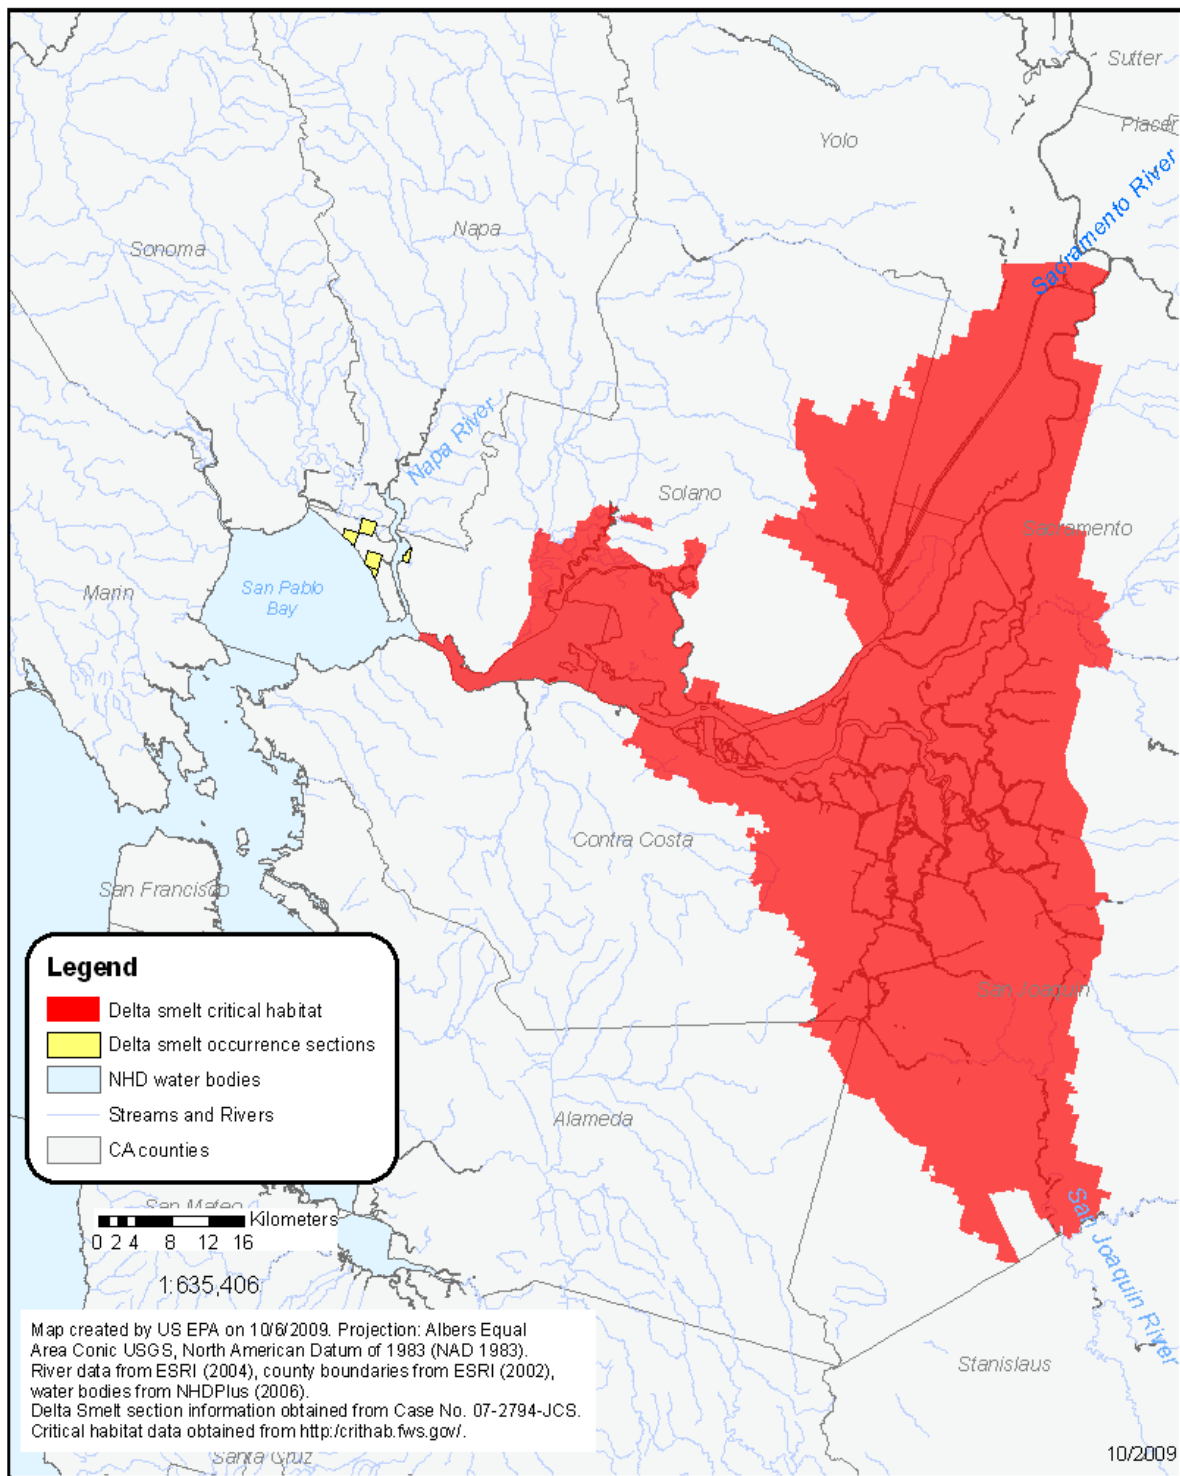 Sutter
Placer
Yolo
Sacramento River
Napa
Sonoma
Napa River
Solano
Sacramento
San Pablo
Bay
Marin
Contra Costa
San Francisco
San Joaquin
Legend
Delta smelt critical habitat
Delta smelt occurrence sections
NHD water bodies
Streams and Rivers
CA counties
Alameda
San Mateo
Kilometers
0 2 4 8 12 16
1:635,406
San Joaquin River
Stanislaus
Map created by US EPA on 10/6/2009. Projection: Albers Equal
Area Conic USGS, North American Datum of 1983 (NAD 1983).
River data from ESRI (2004), county boundaries from ESRI (2002),
water bodies from NHDPlus (2006).
Delta Smelt section information obtained from Case No. 07-2794-JCS.
Critical habitat data obtained from http:/crithab.fws.gov/.
Santa Cruz
10/2009